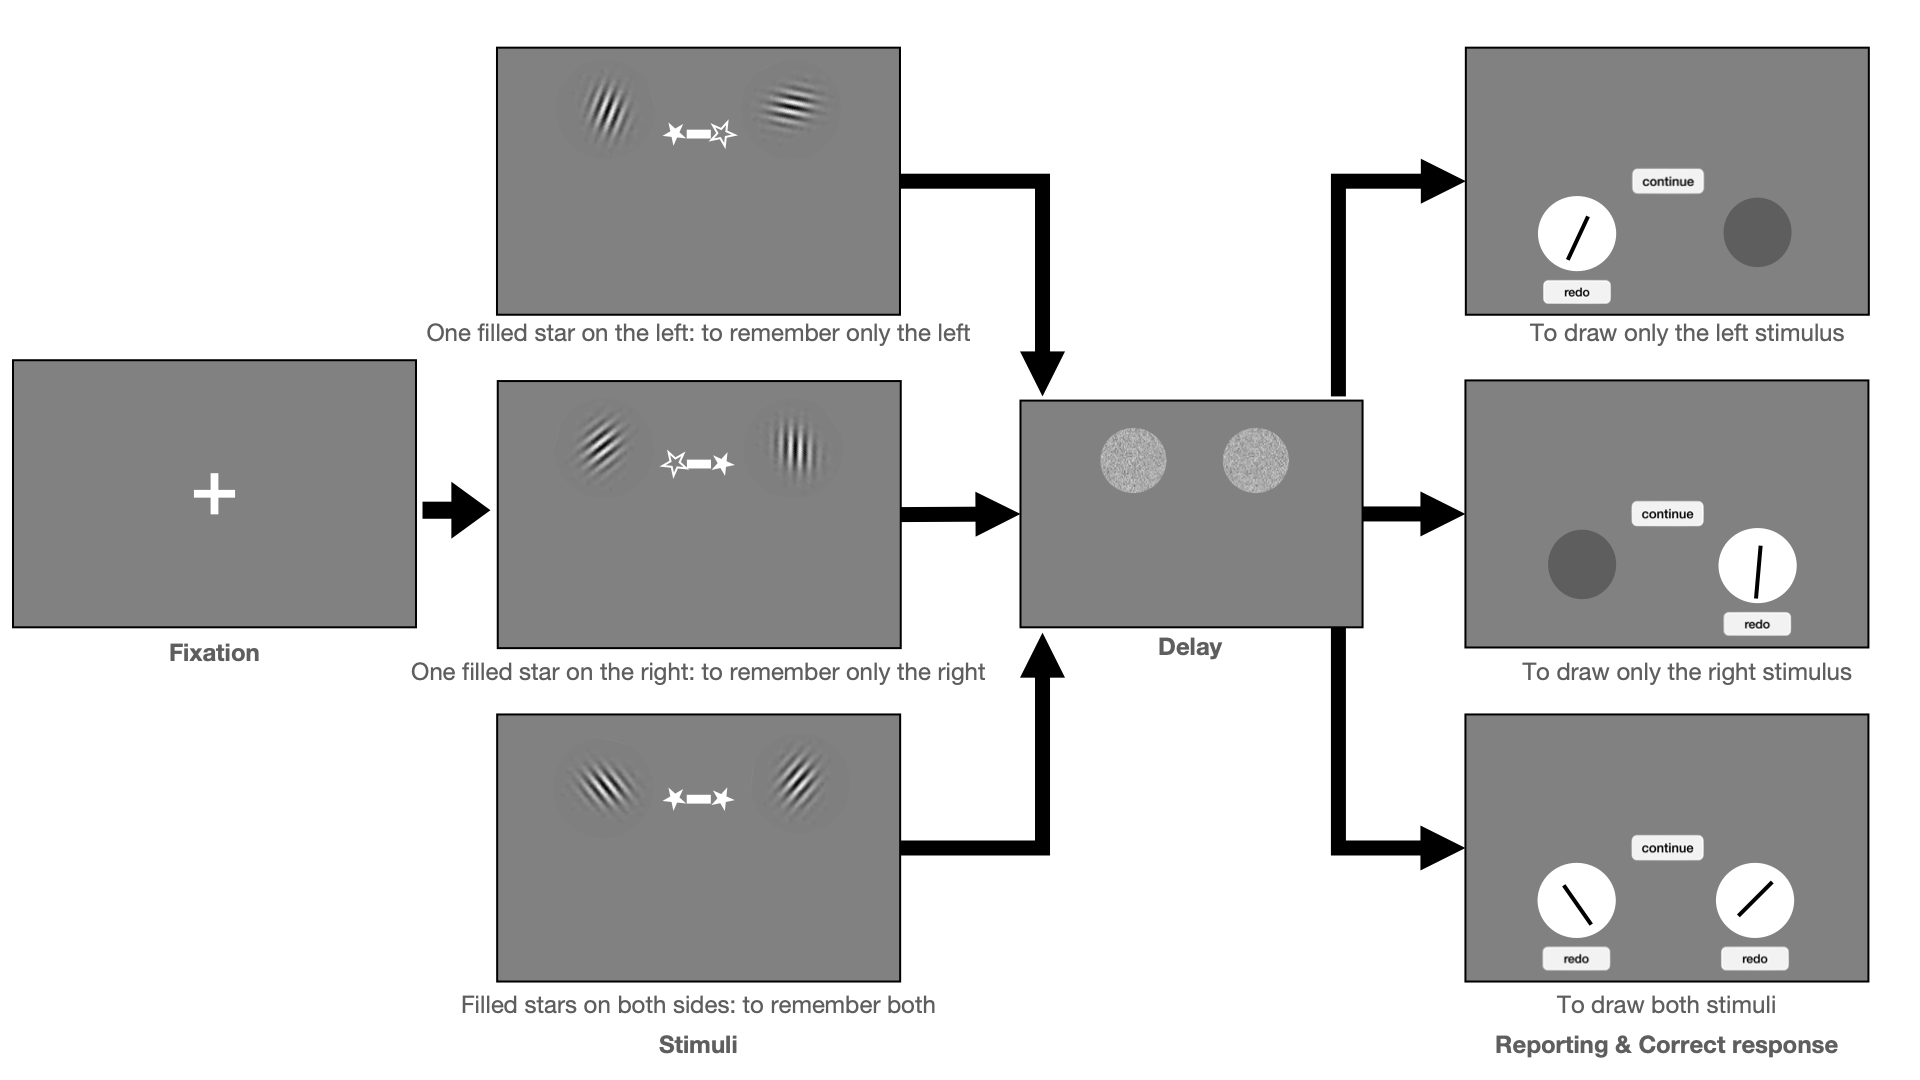 Fixation
One filled star on the left: to remember only the left
One filled star on the right: to remember only the right
Filled stars on both sides: to remember both
Stimuli
Delay
continue
redo
To draw only the left stimulus
continue
redo
To draw only the right stimulus
continue
redo redo
To draw both stimuli
Reporting & Correct response